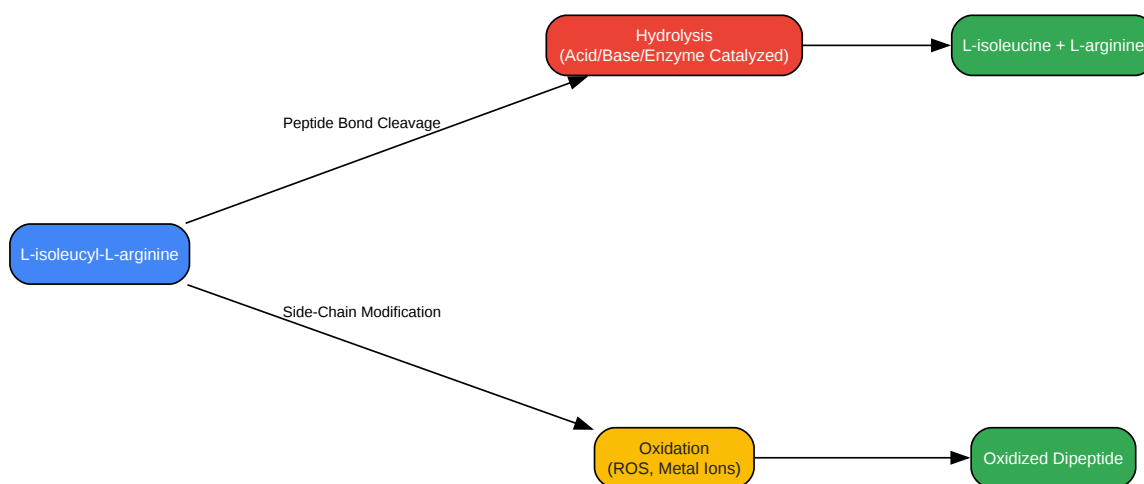 Hydrolysis
(Acid/Base/Enzyme Catalyzed)
L-isoleucine + L-arginine
Peptide Bond Cleavage
L-isoleucyl-L-arginine
Side-Chain Modification
Oxidation
(ROS, Metal Ions)
Oxidized Dipeptide